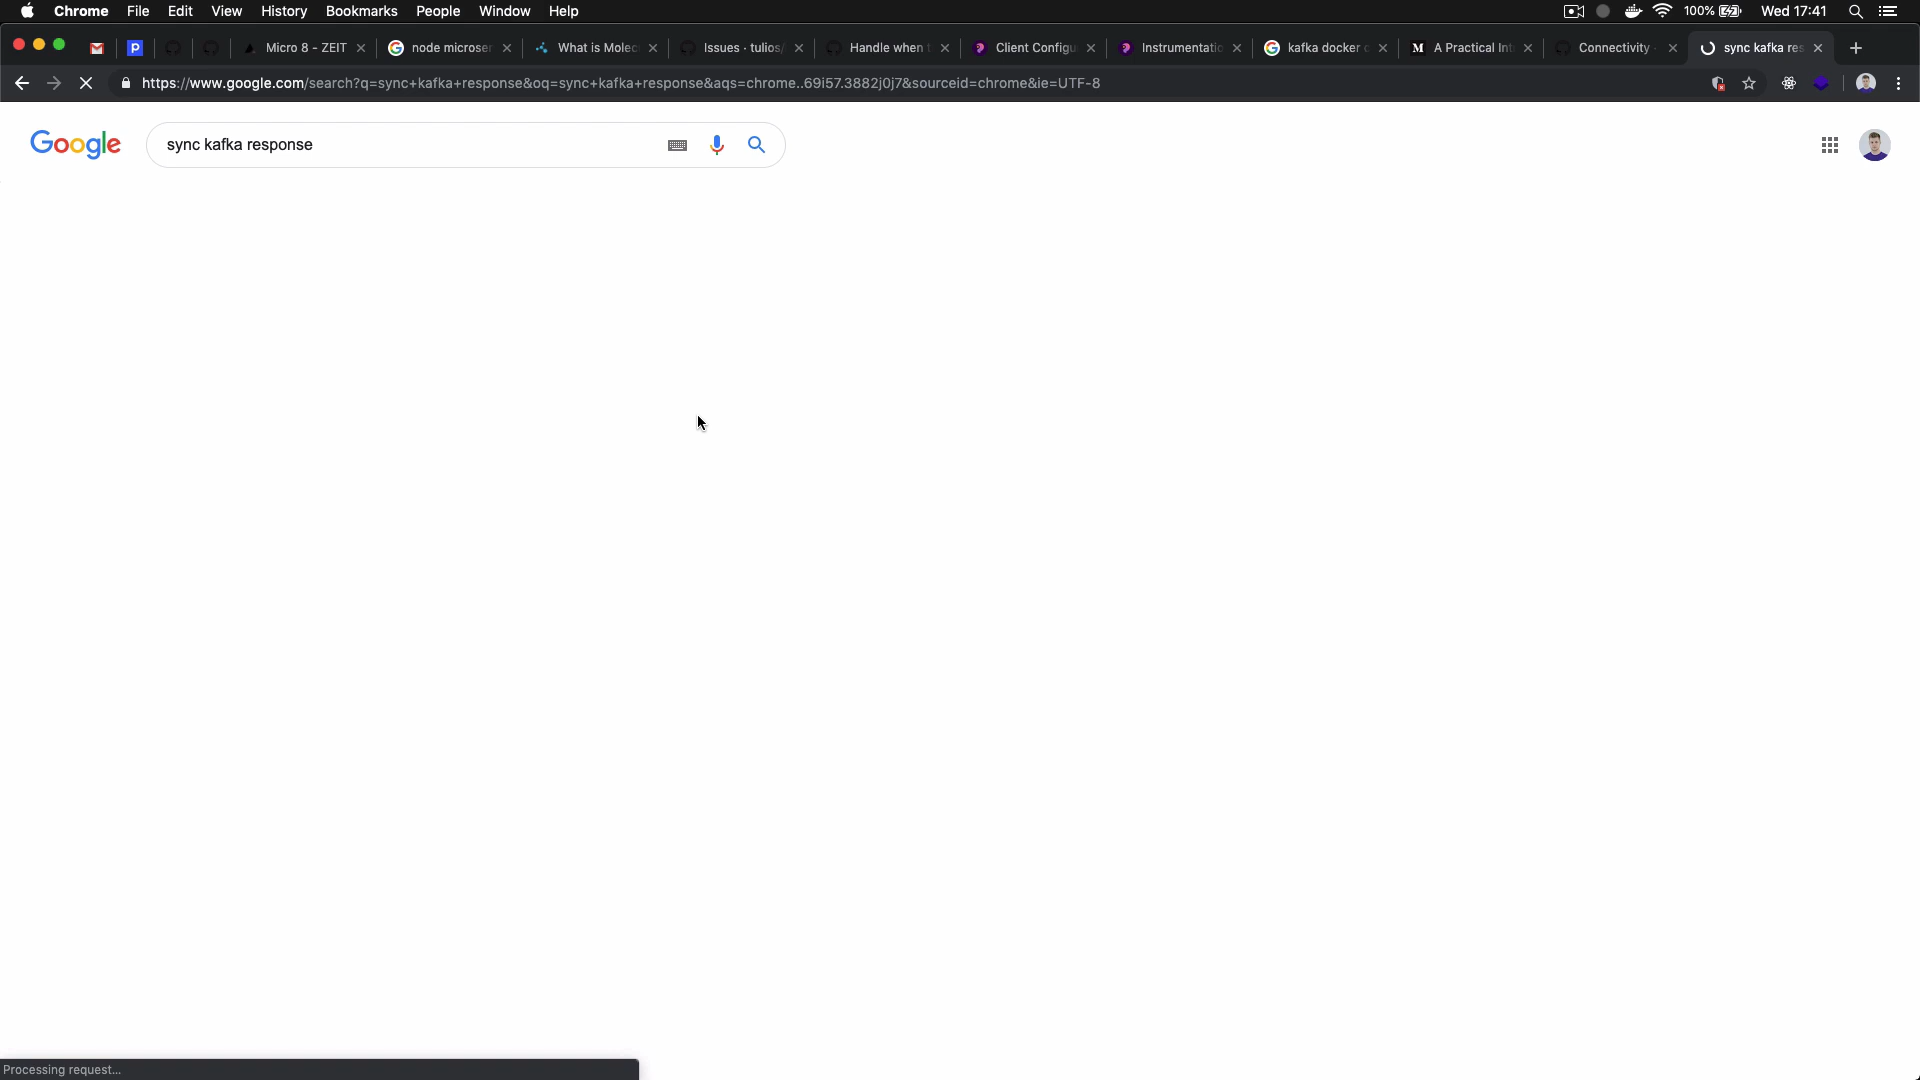 Chrome File Edit View History Bookmarks People Window Help 100% Wed 17:41
Micro 8 - ZEIT node microser What is Molec Issues · tulios/ Handle when t Client Configu Instrumentatio kafka docker c A Practical Int Connectivity · sync kafka res
https://www.google.com/search?q=sync+kafka+response&oq=sync+kafka+response&aqs=chrome..69i57.3882j0j7&sourceid=chrome&ie=UTF-8
Google sync kafka response
Processing request...